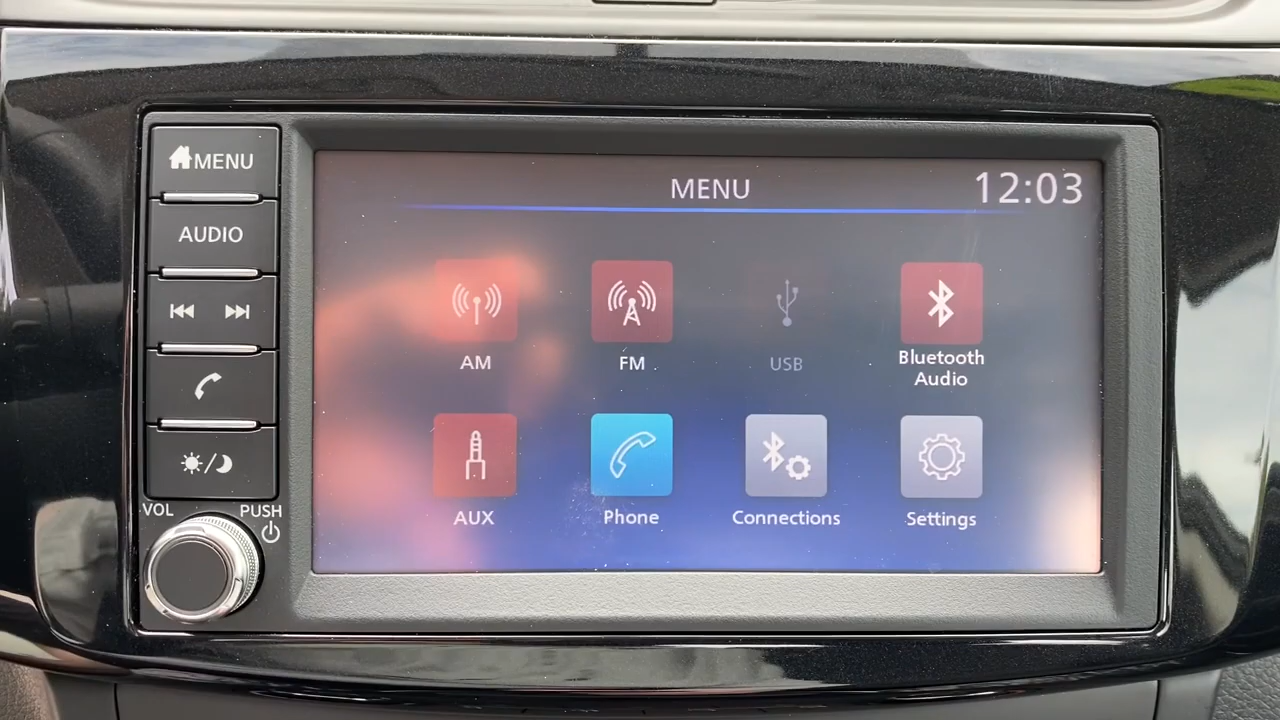 MENU
AUDIO
VOL
PUSH
MENU
12:03
AM
FM
USB
Bluetooth
Audio
AUX
Phone
Connections
Settings